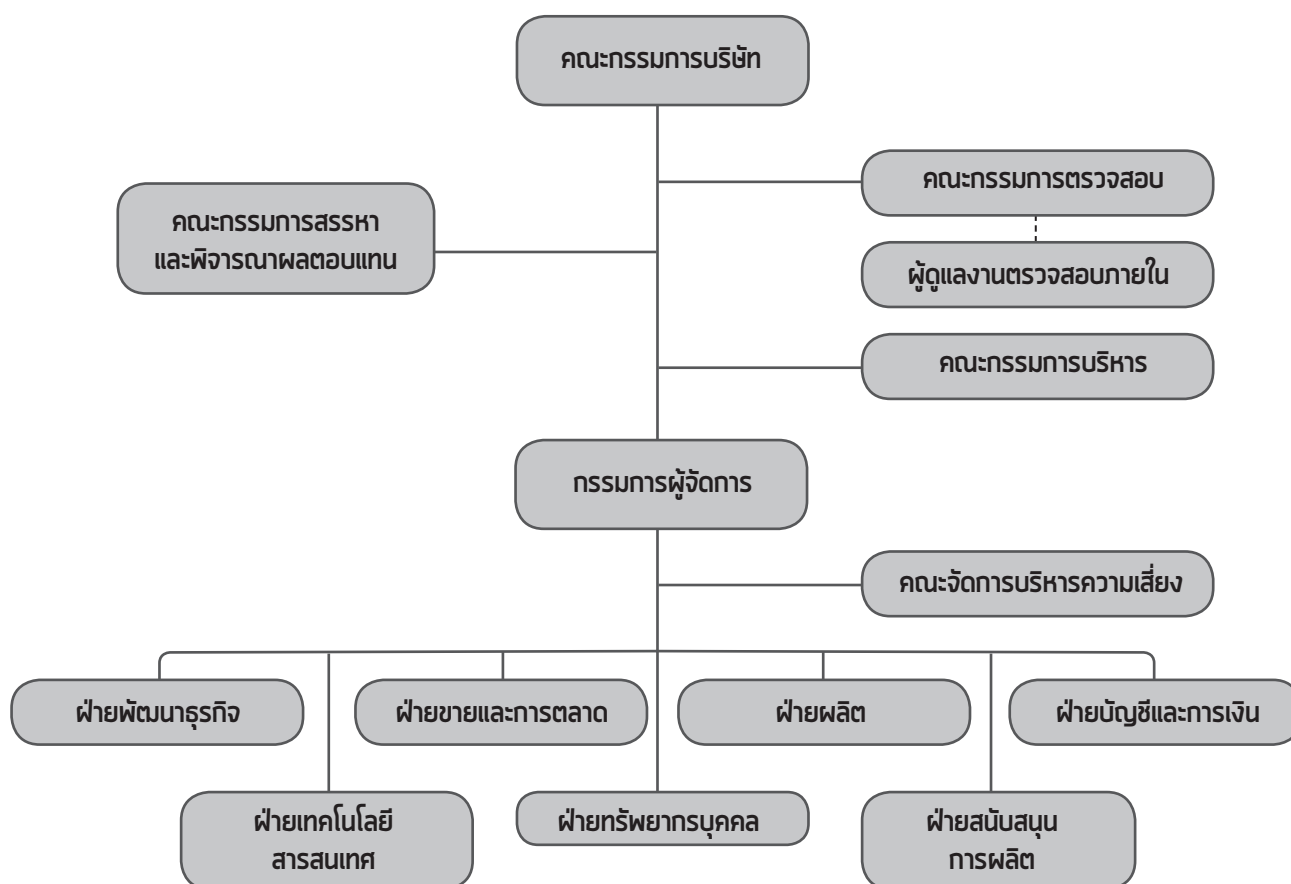 คณะกรรมการบริษัท
คณะกรรมการตรวจสอบ
คณะกรรมการสรรหา
และพิจารณาผลตอบแทน
ผู้ดูแลงานตรวจสอบภายใน
คณะกรรมการบริหาร
กรรมการผู้จัดการ
คณะจัดการบริหารความเสี่ยง
ฝ่ายพัฒนาธุรกิจ
ฝ่ายขายและการตลาด
ฝ่ายผลิต
ฝ่ายบัญชีและการเงิน
ฝ่ายเทคโนโลยี
สารสนเทศ
ฝ่ายทรัพยากรบุคคล
ฝ่ายสนับสนุน
การผลิต